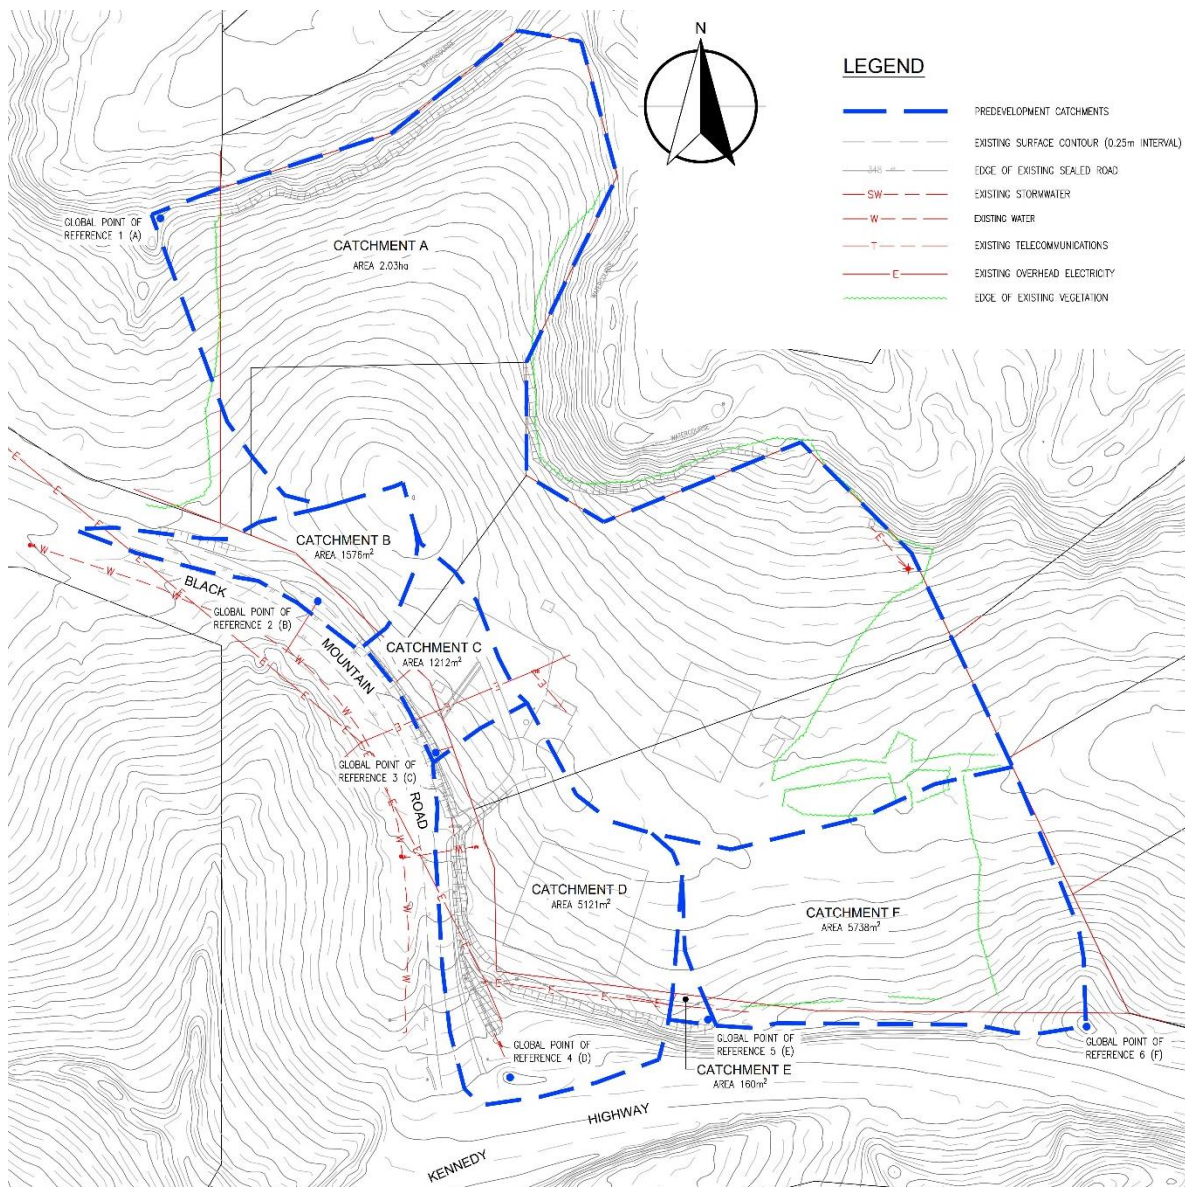 N
LEGEND
PREDEVELOPMENT CATCHMENTS
EXISTING SURFACE CONTOUR (0.25m INTERVAL)
EDGE OF EXISTING SEALED ROAD
SW
EXISTING STORMWATER
W
EXISTING WATER
T
EXISTING TELECOMMUNICATIONS
E
EXISTING OVERHEAD ELECTRICITY
EDGE OF EXISTING VEGETATION
WATERCOURSE
GLOBAL POINT OF
REFERENCE 1 (A)
CATCHMENT A
AREA 2.03ha
WATERCOURSE
WATERCOURSE
CATCHMENT B
AREA 1576m²
BLACK
MOUNTAIN
ROAD
GLOBAL POINT OF
REFERENCE 2 (B)
CATCHMENT C
AREA 1212m²
GLOBAL POINT OF
REFERENCE 3 (C)
CATCHMENT D
AREA 5121m²
CATCHMENT F
AREA 5738m²
GLOBAL POINT OF
REFERENCE 4 (D)
GLOBAL POINT OF
REFERENCE 5 (E)
CATCHMENT E
AREA 160m²
GLOBAL POINT OF
REFERENCE 6 (F)
KENNEDY
HIGHWAY